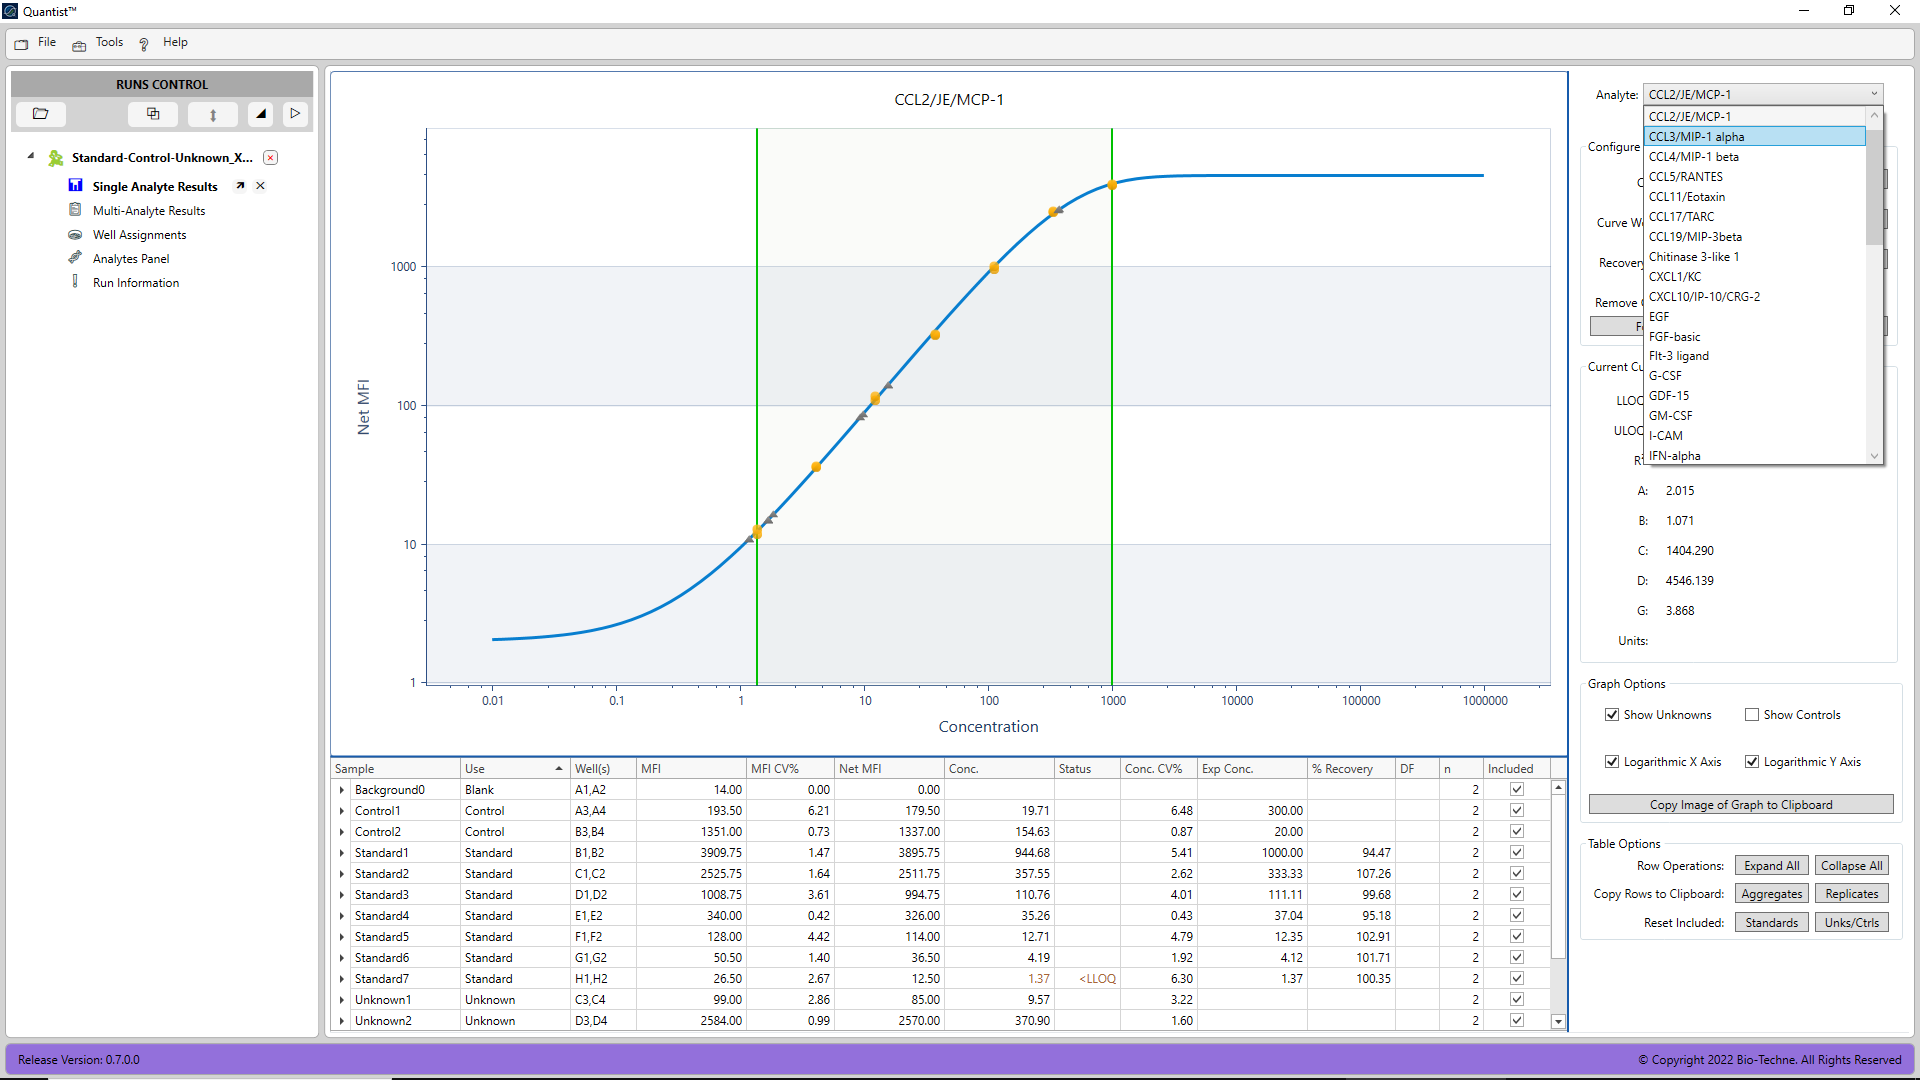 Quantist™
File Tools Help
RUNS CONTROL
Standard-Control-Unknown_X...
Single Analyte Results
Multi-Analyte Results
Well Assignments
Analytes Panel
Run Information
CCL2/JE/MCP-1
Net MFI
1000
100
10
1
0.01 0.1 1 10 100 1000 10000 100000 1000000
Concentration
Analyte: CCL2/JE/MCP-1
CCL2/JE/MCP-1
CCL3/MIP-1 alpha
CCL4/MIP-1 beta
CCL5/RANTES
CCL11/Eotaxin
CCL17/TARC
CCL19/MIP-3beta
Chitinase 3-like 1
CXCL1/KC
CXCL10/IP-10/CRG-2
EGF
FGF-basic
Flt-3 ligand
G-CSF
GDF-15
GM-CSF
I-CAM
IFN-alpha
Configure
Curve
Recovery
Remove
Current
LLOQ
ULOQ
A: 2.015
B: 1.071
C: 1404.290
D: 4546.139
G: 3.868
Units:
Graph Options
Show Unknowns Show Controls
Logarithmic X Axis Logarithmic Y Axis
Copy Image of Graph to Clipboard
Table Options
Row Operations: Expand All Collapse All
Copy Rows to Clipboard: Aggregates Replicates
Reset Included: Standards Unks/Ctrls
Sample Use Well(s) MFI MFI CV% Net MFI Conc. Status Conc. CV% Exp Conc. % Recovery DF n Included
Background0 Blank A1,A2 14.00 0.00 0.00 2
Control1 Control A3,A4 193.50 6.21 179.50 19.71 6.48 300.00 2
Control2 Control B3,B4 1351.00 0.73 1337.00 154.63 0.87 20.00 2
Standard1 Standard B1,B2 3909.75 1.47 3895.75 944.68 5.41 1000.00 94.47 2
Standard2 Standard C1,C2 2525.75 1.64 2511.75 357.55 2.62 333.33 107.26 2
Standard3 Standard D1,D2 1008.75 3.61 994.75 110.76 4.01 111.11 99.68 2
Standard4 Standard E1,E2 340.00 0.42 326.00 35.26 0.43 37.04 95.18 2
Standard5 Standard F1,F2 128.00 4.42 114.00 12.71 4.79 12.35 102.91 2
Standard6 Standard G1,G2 50.50 1.40 36.50 4.19 1.92 4.12 101.71 2
Standard7 Standard H1,H2 26.50 2.67 12.50 1.37 <LLOQ 6.30 1.37 100.35 2
Unknown1 Unknown C3,C4 99.00 2.86 85.00 9.57 3.22 2
Unknown2 Unknown D3,D4 2584.00 0.99 2570.00 370.90 1.60 2
Release Version: 0.7.0.0
© Copyright 2022 Bio-Techne. All Rights Reserved